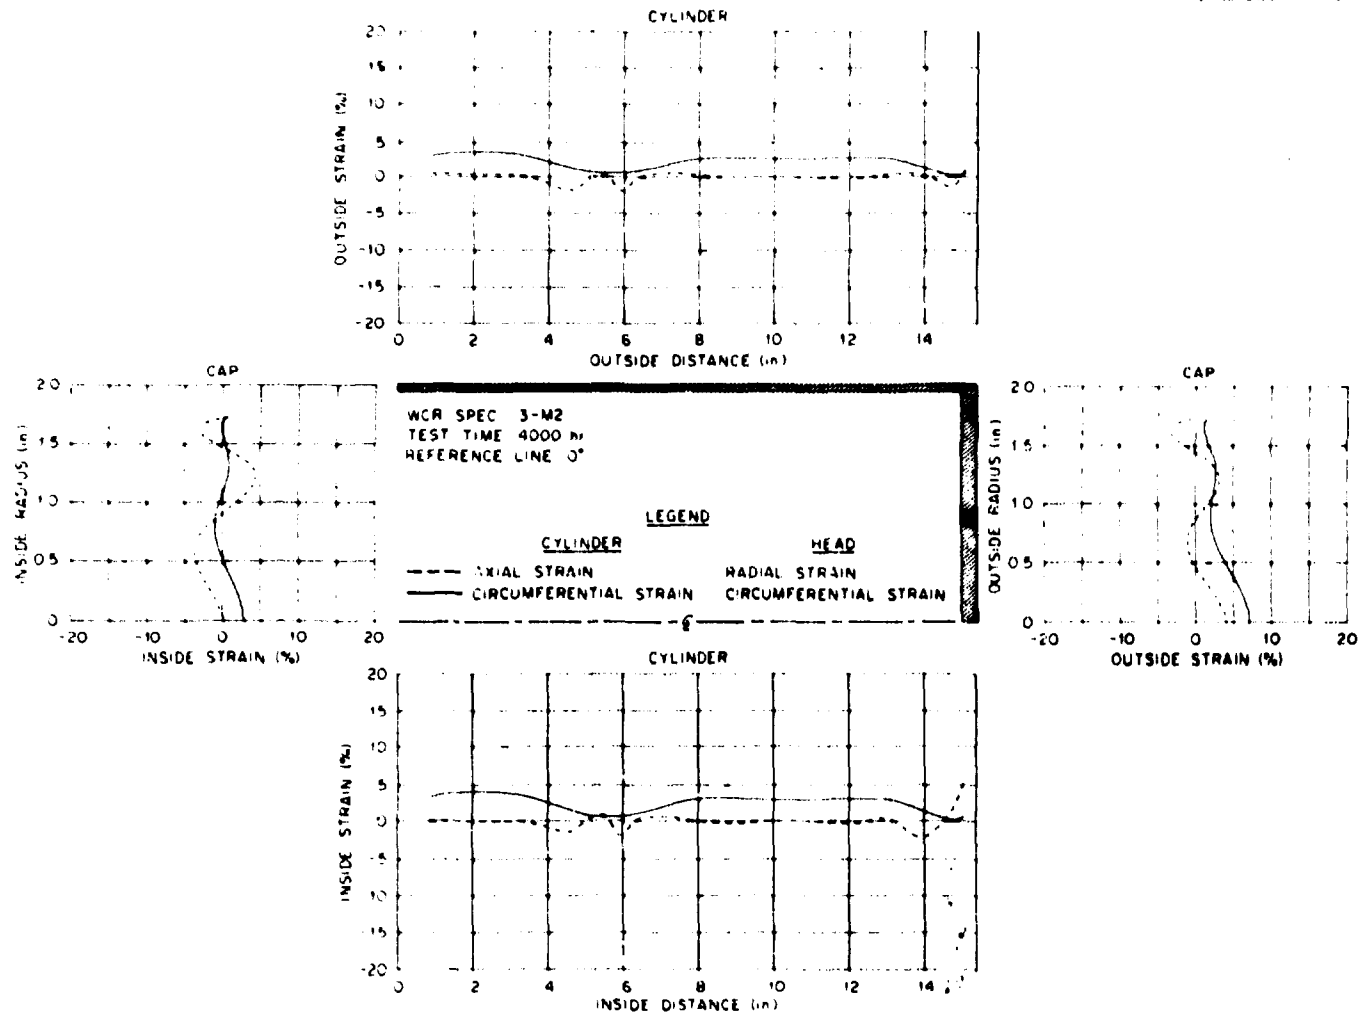 CYLINDER
20
15
10
5
0
-5
-10
-15
-20
OUTSIDE STRAIN (%)
0 2 4 6 8 10 12 14
OUTSIDE DISTANCE (in)
CAP
2.0
1.5
1.0
0.5
0
INSIDE RADIUS (in)
-20 -10 0 10 20
INSIDE STRAIN (%)
WCR SPEC 3-M2
TEST TIME 4000 hr
REFERENCE LINE 0°
LEGEND
CYLINDER HEAD
AXIAL STRAIN RADIAL STRAIN
CIRCUMFERENTIAL STRAIN CIRCUMFERENTIAL STRAIN
CAP
2.0
1.5
1.0
0.5
0
OUTSIDE RADIUS (in)
-20 -10 0 10 20
OUTSIDE STRAIN (%)
CYLINDER
20
15
10
5
0
-5
-10
-15
-20
INSIDE STRAIN (%)
0 2 4 6 8 10 12 14
INSIDE DISTANCE (in)